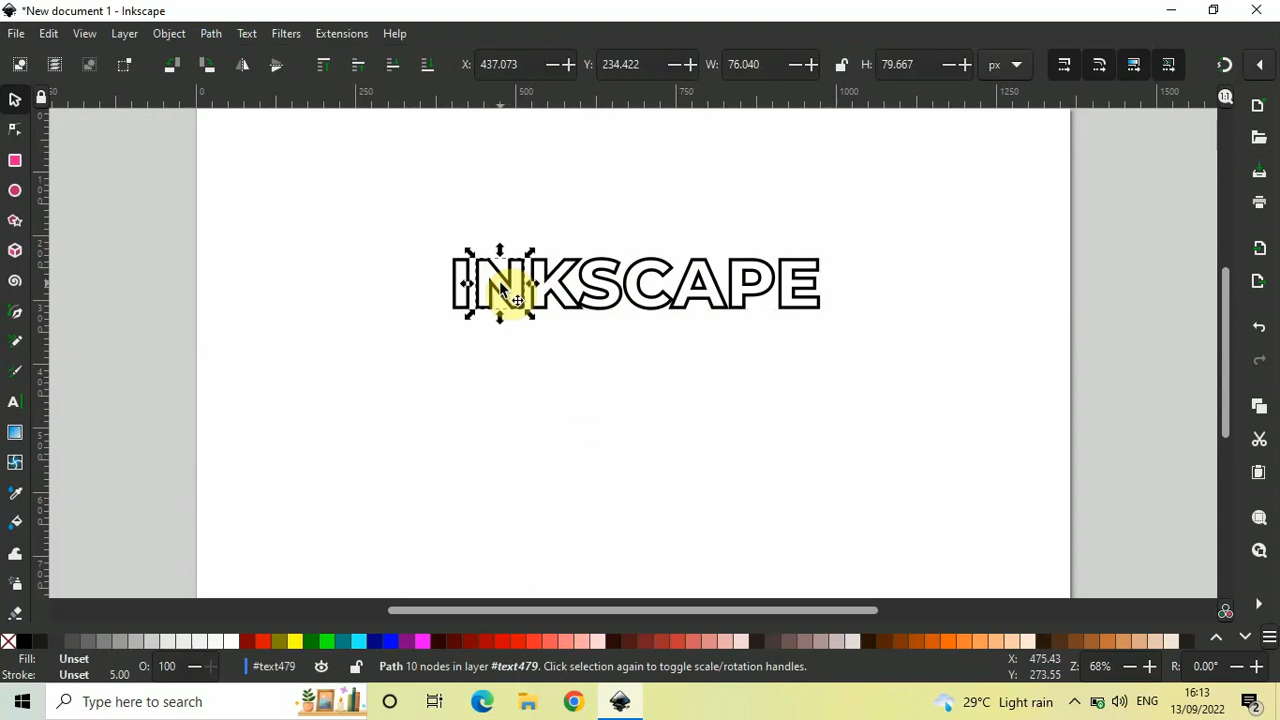 *New document 1 - Inkscape
File Edit View Layer Object Path Text Filters Extensions Help
X: 437.073 Y: 234.422 W: 76.040 H: 79.667 px
0 250 500 750 1000 1250 1500
INKSCAPE
Fill: Unset O: 100 #text479 Path 10 nodes in layer #text479. Click selection again to toggle scale/rotation handles. X: 475.43 Z: 68% R: 0.00°
Stroke: Unset 5.00 Y: 273.55
Type here to search 29°C Light rain ENG 16:13
13/09/2022
2